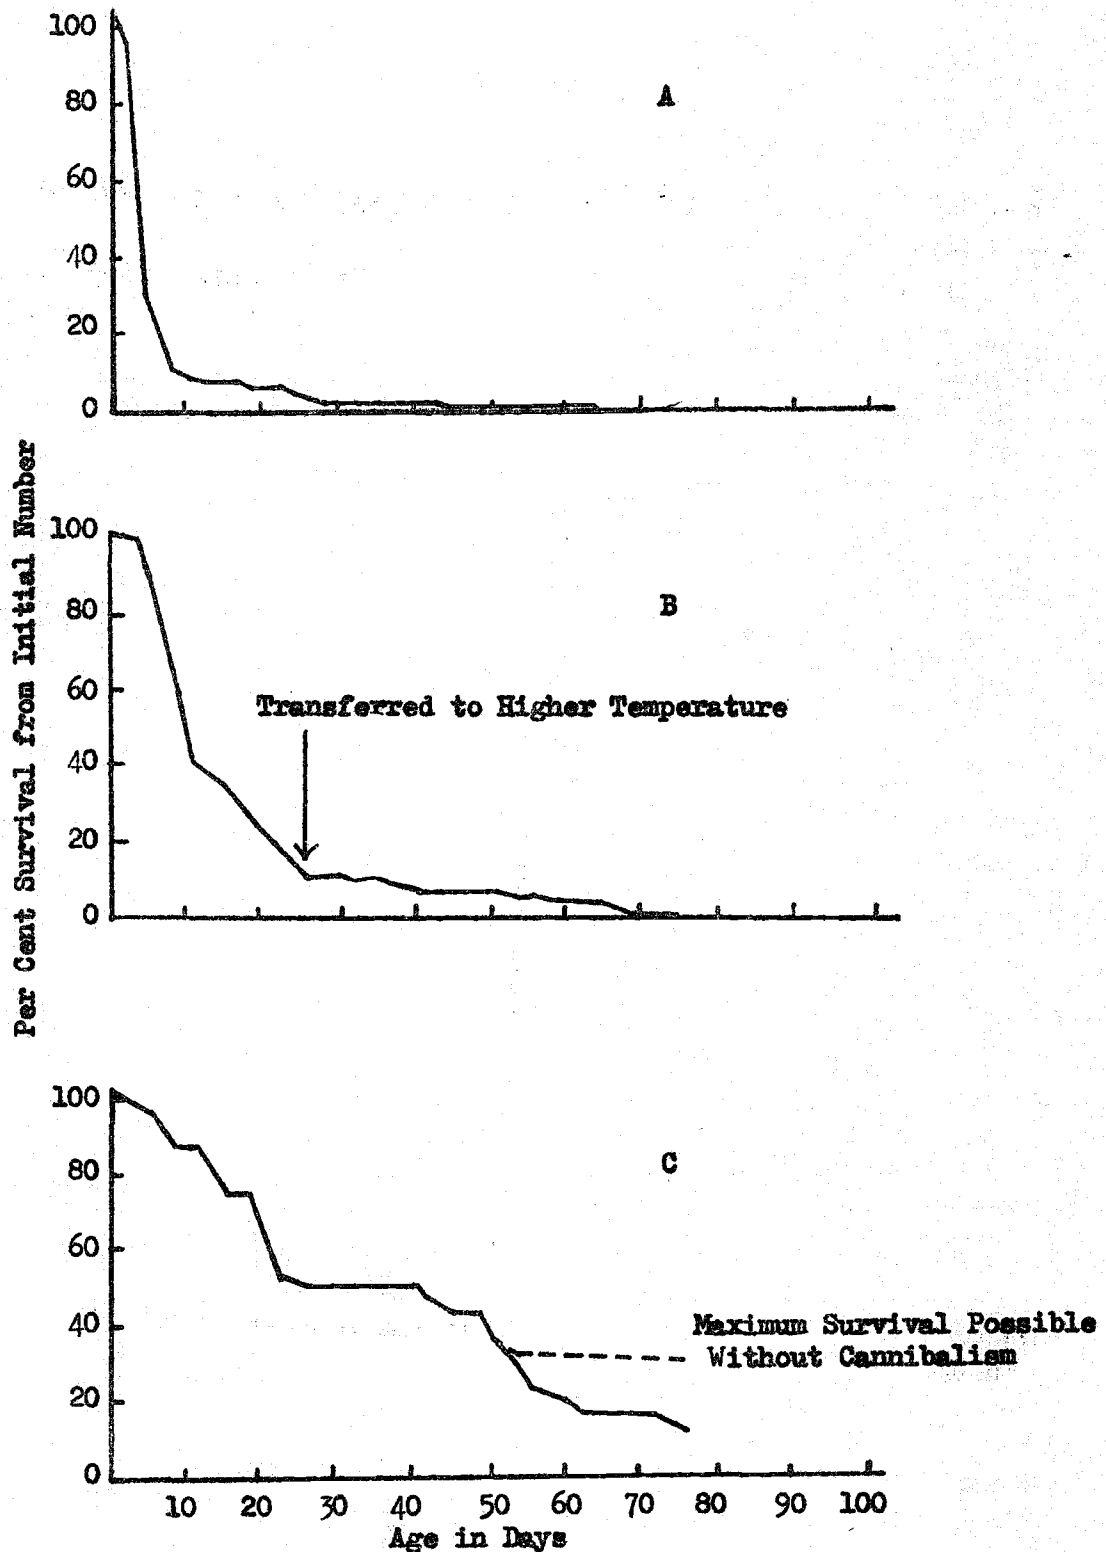 Per Cent Survival from Initial Number
100
80
60
40
20
0
A
100
80
60
40
20
0
B
Transferred to Higher Temperature
100
80
60
40
20
0
C
Maximum Survival Possible
Without Cannibalism
10 20 30 40 50 60 70 80 90 100
Age in Days